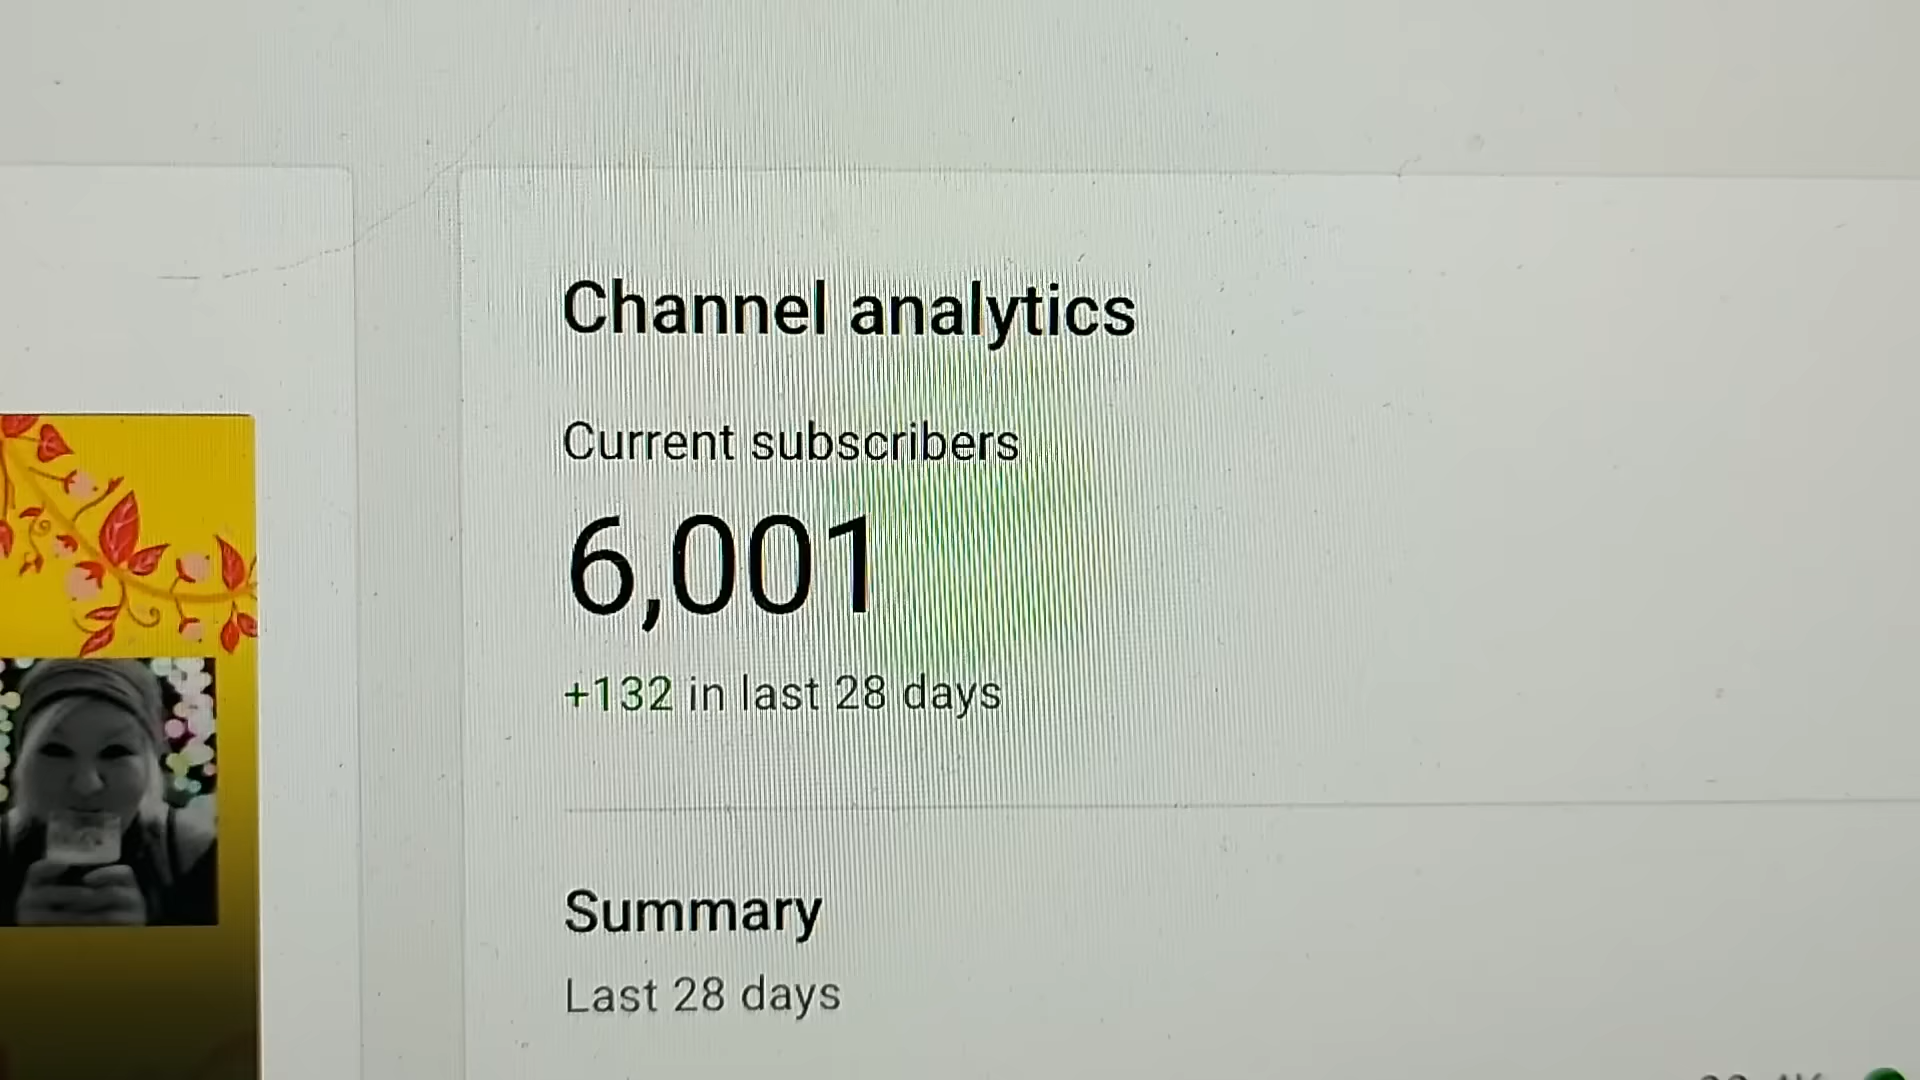 Channel analytics
Current subscribers
6,001
+132 in last 28 days
Summary
Last 28 days